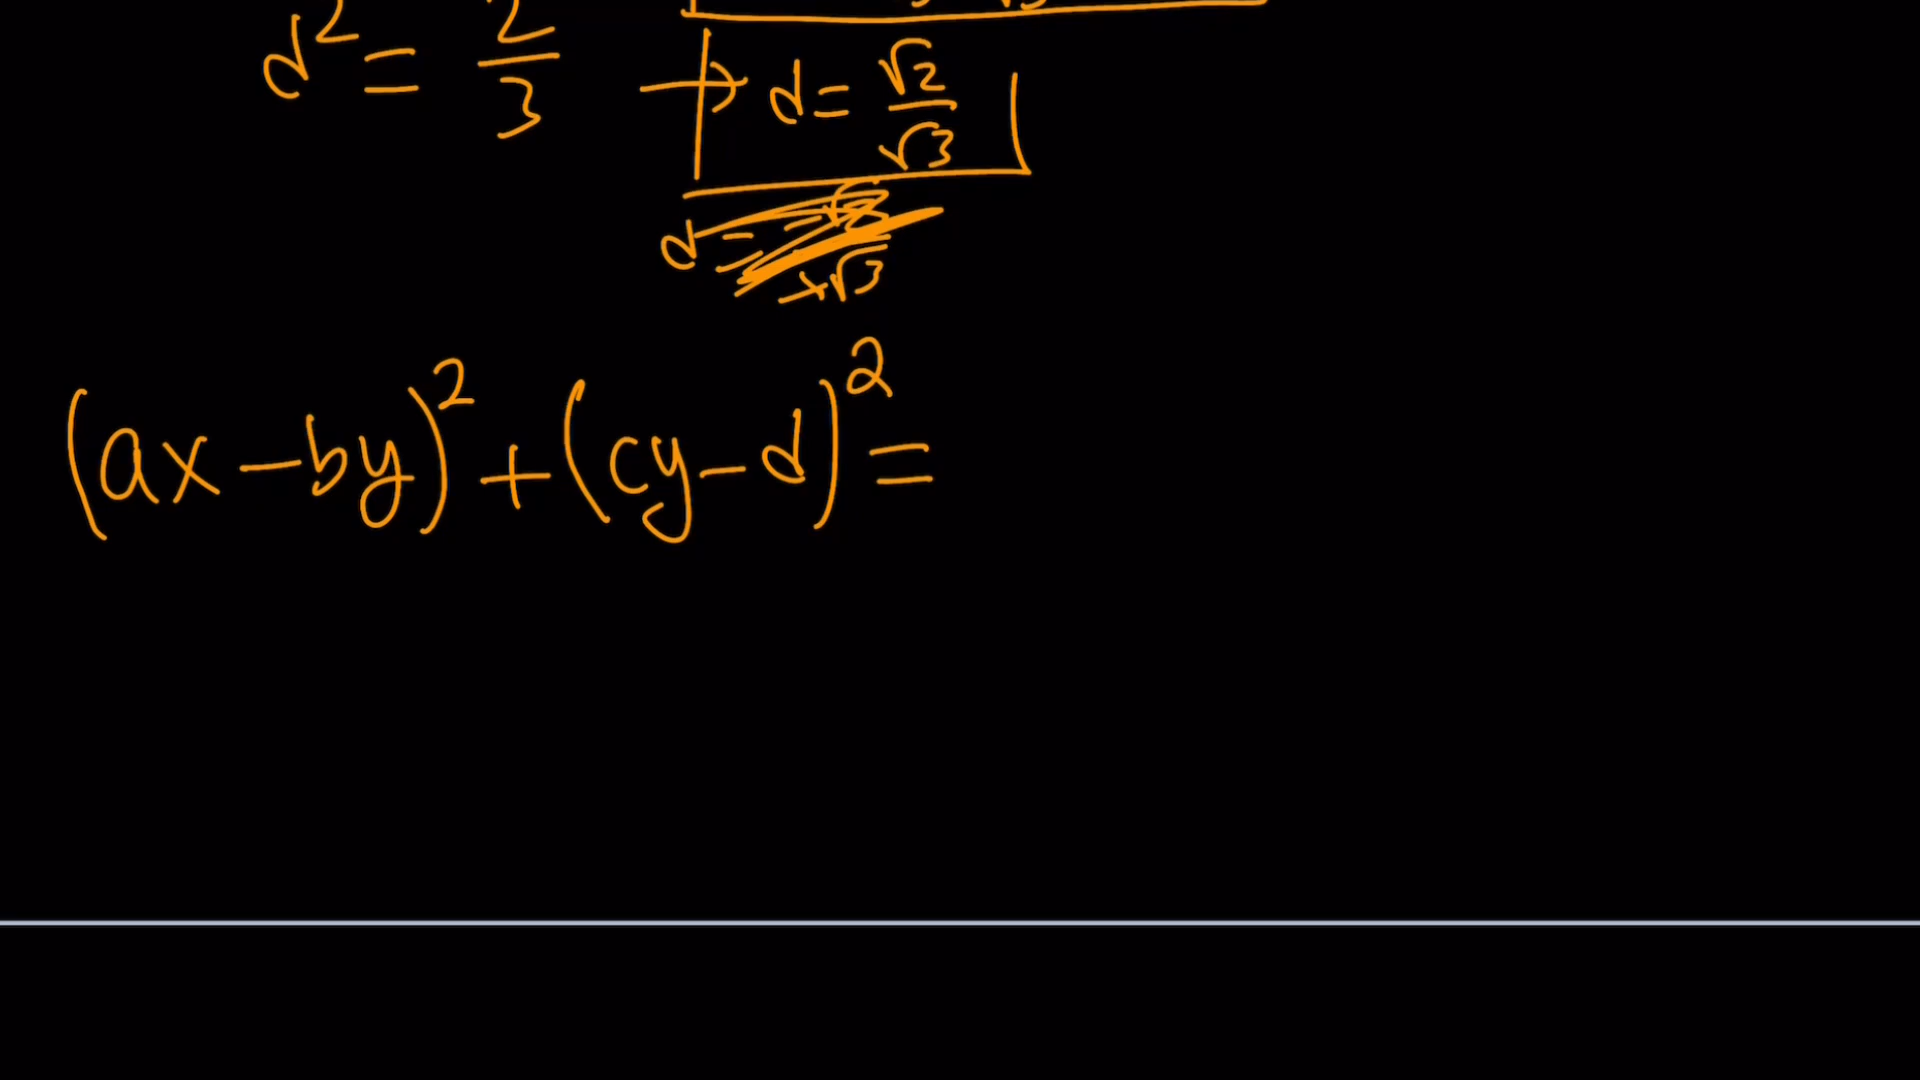 d² = 2/3 → d = √2/√3
(ax - by)² + (cy - d)² =